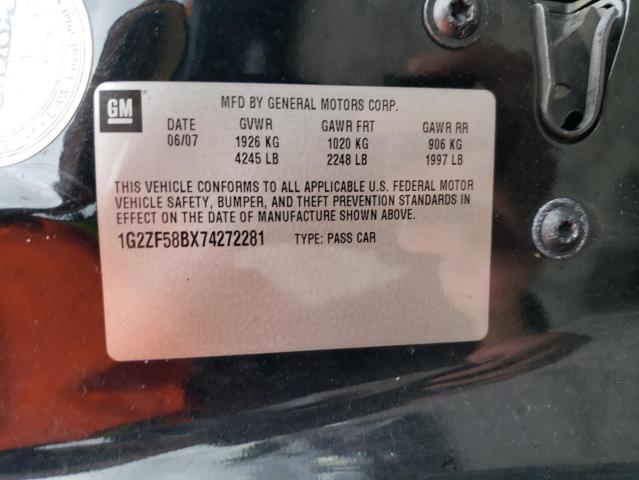 GM
MFD BY GENERAL MOTORS CORP.
DATE GVWR GAWR FRT GAWR RR
06/07 1926 KG 1020 KG 906 KG
4245 LB 2248 LB 1997 LB
THIS VEHICLE CONFORMS TO ALL APPLICABLE U.S. FEDERAL MOTOR
VEHICLE SAFETY, BUMPER, AND THEFT PREVENTION STANDARDS IN
EFFECT ON THE DATE OF MANUFACTURE SHOWN ABOVE.
1G2ZF58BX74272281 TYPE: PASS CAR